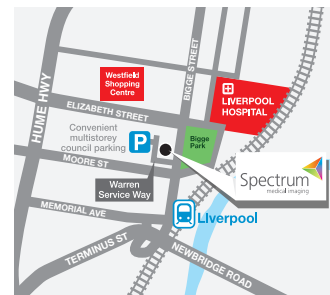 BIGGE STREET
Westfield
Shopping
Centre
HUME HWY
LIVERPOOL
HOSPITAL
ELIZABETH STREET
Convenient
multistorey
council parking
P
Bigge
Park
MOORE ST
Spectrum
medical imaging
Warren
Service Way
MEMORIAL AVE
Liverpool
TERMINUS ST
NEWBRIDGE ROAD